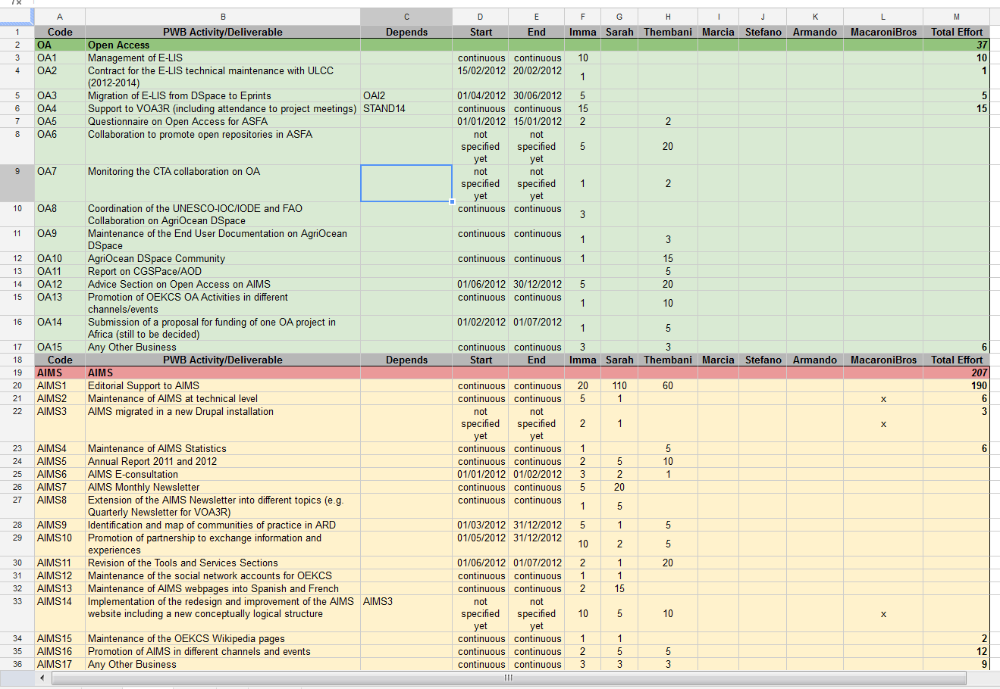 A B C D E F G H I J K L M
1 Code PWB Activity/Deliverable Depends Start End Imma Sarah Thembani Marcia Stefano Armando MacaroniBros Total Effort
2 OA Open Access 37
3 OA1 Management of E-LIS continuous continuous 10 10
4 OA2 Contract for the E-LIS technical maintenance with ULCC 15/02/2012 20/02/2012 1
(2012-2014) 1
5 OA3 Migration of E-LIS from DSpace to Eprints OAI2 01/04/2012 30/06/2012 5 5
6 OA4 Support to VOA3R (including attendance to project meetings) STAND14 continuous continuous 15 15
7 OA5 Questionnaire on Open Access for ASFA 01/01/2012 15/01/2012 2 2
8 OA6 Collaboration to promote open repositories in ASFA not not
specified specified 5 20
yet yet
9 OA7 Monitoring the CTA collaboration on OA not not
specified specified 1 2
yet yet
10 OA8 Coordination of the UNESCO-IOC/IODE and FAO continuous continuous
Collaboration on AgriOcean DSpace 3
11 OA9 Maintenance of the End User Documentation on AgriOcean continuous continuous
DSpace 1 3
12 OA10 AgriOcean DSpace Community continuous continuous 1 15
13 OA11 Report on CGSPace/AOD 5
14 OA12 Advice Section on Open Access on AIMS 01/06/2012 30/12/2012 5 20
15 OA13 Promotion of OEKCS OA Activities in different continuous continuous
channels/events 1 10
16 OA14 Submission of a proposal for funding of one OA project in 01/02/2012 01/07/2012
Africa (still to be decided) 1 5
17 OA15 Any Other Business continuous continuous 3 3 6
18 Code PWB Activity/Deliverable Depends Start End Imma Sarah Thembani Marcia Stefano Armando MacaroniBros Total Effort
19 AIMS AIMS 207
20 AIMS1 Editorial Support to AIMS continuous continuous 20 110 60 190
21 AIMS2 Maintenance of AIMS at technical level continuous continuous 5 1 x 6
22 AIMS3 AIMS migrated in a new Drupal installation not not 3
specified specified 2 1 x
yet yet
23 AIMS4 Maintenance of AIMS Statistics continuous continuous 1 5 6
24 AIMS5 Annual Report 2011 and 2012 continuous continuous 2 5 10
25 AIMS6 AIMS E-consultation 01/01/2012 01/02/2012 3 2 1
26 AIMS7 AIMS Monthly Newsletter continuous continuous 5 20
27 AIMS8 Extension of the AIMS Newsletter into different topics (e.g. continuous continuous
Quarterly Newsletter for VOA3R) 1 5
28 AIMS9 Identification and map of communities of practice in ARD 01/03/2012 31/12/2012 5 1 5
29 AIMS10 Promotion of partnership to exchange information and 01/05/2012 31/12/2012
experiences 10 2 5
30 AIMS11 Revision of the Tools and Services Sections 01/06/2012 01/07/2012 2 1 20
31 AIMS12 Maintenance of the social network accounts for OEKCS continuous continuous 1 1
32 AIMS13 Maintenance of AIMS webpages into Spanish and French continuous continuous 2 15
33 AIMS14 Implementation of the redesign and improvement of the AIMS AIMS3 not not
website including a new conceptually logical structure specified specified 10 5 10 x
yet yet
34 AIMS15 Maintenance of the OEKCS Wikipedia pages continuous continuous 1 1 2
35 AIMS16 Promotion of AIMS in different channels and events continuous continuous 2 5 5 12
36 AIMS17 Any Other Business continuous continuous 3 3 3 9